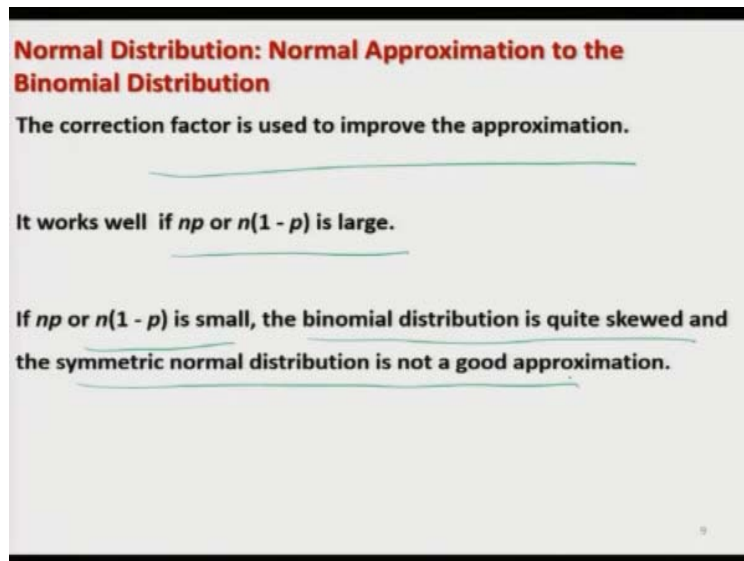 Normal Distribution: Normal Approximation to the
Binomial Distribution
The correction factor is used to improve the approximation.
It works well if np or n(1 - p) is large.
If np or n(1 - p) is small, the binomial distribution is quite skewed and
the symmetric normal distribution is not a good approximation.
9